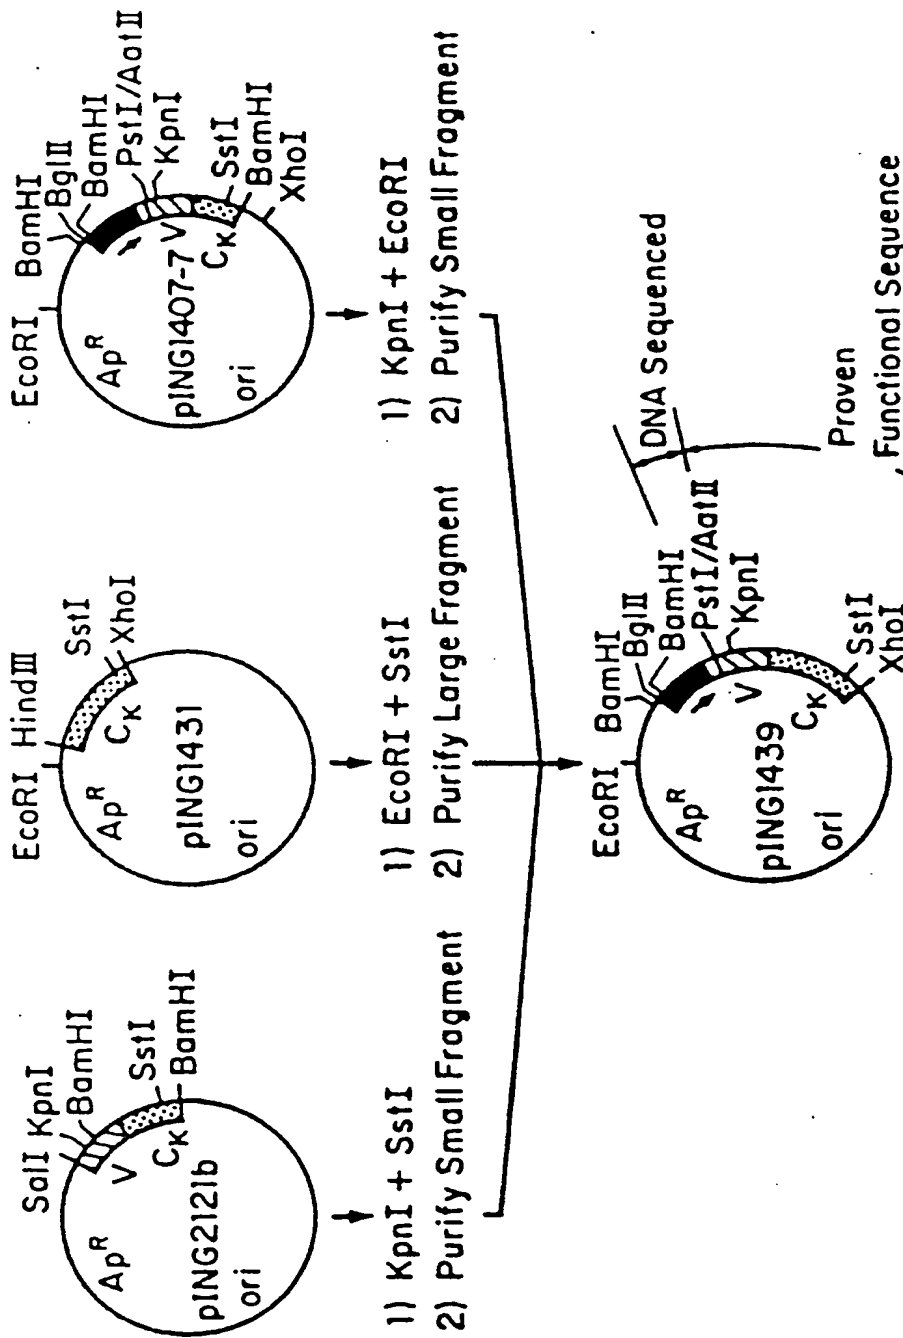 SalI
KpnI
BamHI
SstI
BamHI
V
CK
ApR
pING2121b
ori
1) KpnI + SstI
2) Purify Small Fragment
EcoRI
HindIII
SstI
XhoI
CK
ApR
pING1431
ori
1) EcoRI + SstI
2) Purify Large Fragment
EcoRI
BamHI
BglII
BamHI
PstI/AatII
KpnI
SstI
BamHI
XhoI
V
CK
ApR
pING1407-7
ori
1) KpnI + EcoRI
2) Purify Small Fragment
EcoRI
BamHI
BglII
BamHI
PstI/AatII
KpnI
SstI
XhoI
V
CK
ApR
pING1439
ori
DNA Sequenced
Proven
Functional Sequence